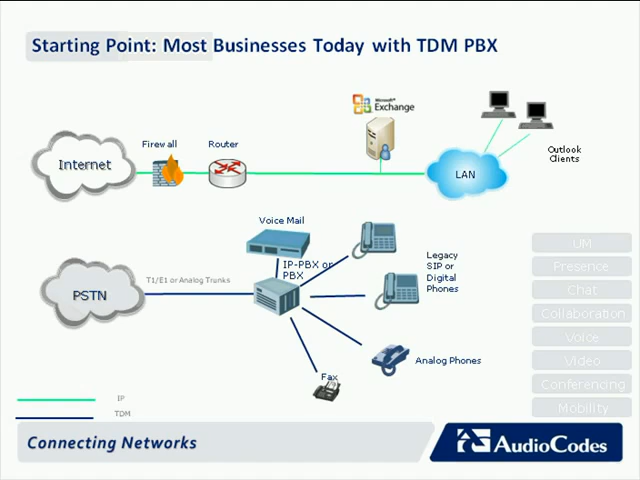 Starting Point: Most Businesses Today with TDM PBX
Microsoft®
Exchange
Firewall
Router
Internet
LAN
Outlook
Clients
Voice Mail
IP-PBX or
PBX
Legacy
SIP or
Digital
Phones
T1/E1 or Analog Trunks
PSTN
Analog Phones
Fax
UM
Presence
Chat
Collaboration
Voice
Video
Conferencing
Mobility
IP
TDM
Connecting Networks
AudioCodes